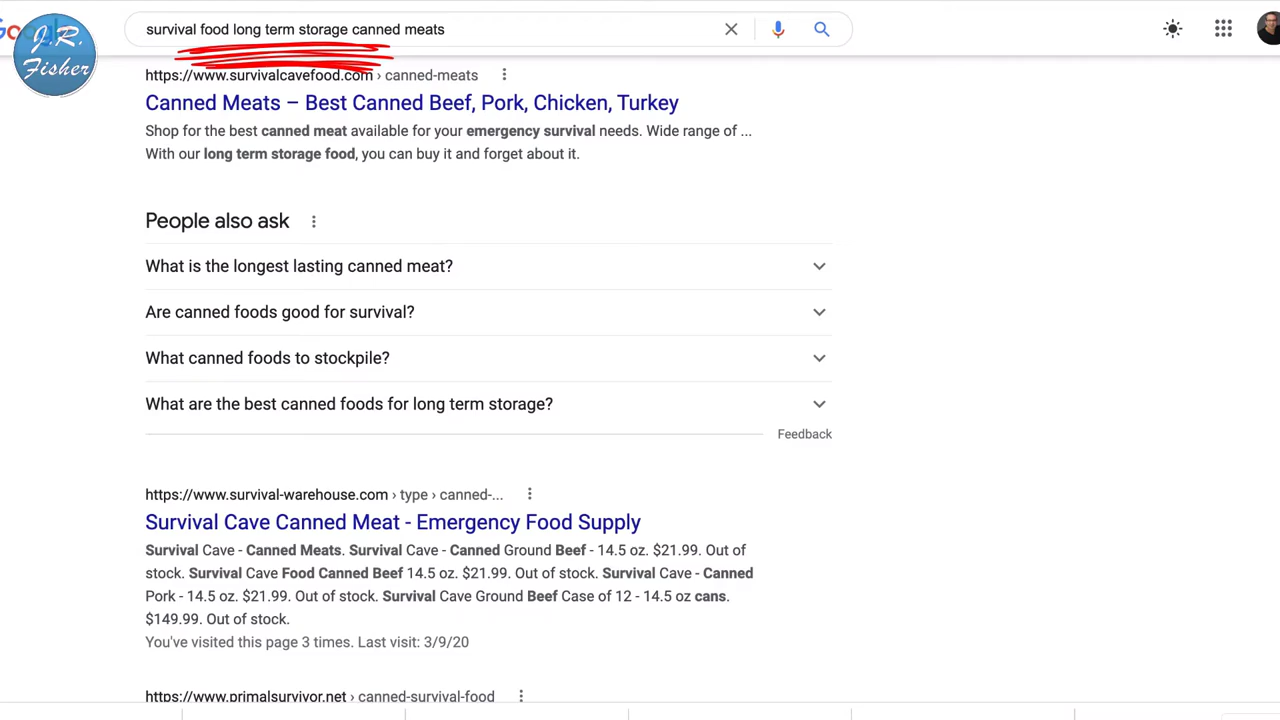 J.R. Fisher
survival food long term storage canned meats
https://www.survivalcavefood.com › canned-meats
Canned Meats – Best Canned Beef, Pork, Chicken, Turkey
Shop for the best canned meat available for your emergency survival needs. Wide range of ...
With our long term storage food, you can buy it and forget about it.
People also ask
What is the longest lasting canned meat?
Are canned foods good for survival?
What canned foods to stockpile?
What are the best canned foods for long term storage?
Feedback
https://www.survival-warehouse.com › type › canned-...
Survival Cave Canned Meat - Emergency Food Supply
Survival Cave - Canned Meats. Survival Cave - Canned Ground Beef - 14.5 oz. $21.99. Out of
stock. Survival Cave Food Canned Beef 14.5 oz. $21.99. Out of stock. Survival Cave - Canned
Pork - 14.5 oz. $21.99. Out of stock. Survival Cave Ground Beef Case of 12 - 14.5 oz cans.
$149.99. Out of stock.
You've visited this page 3 times. Last visit: 3/9/20
https://www.primalsurvivor.net › canned-survival-food